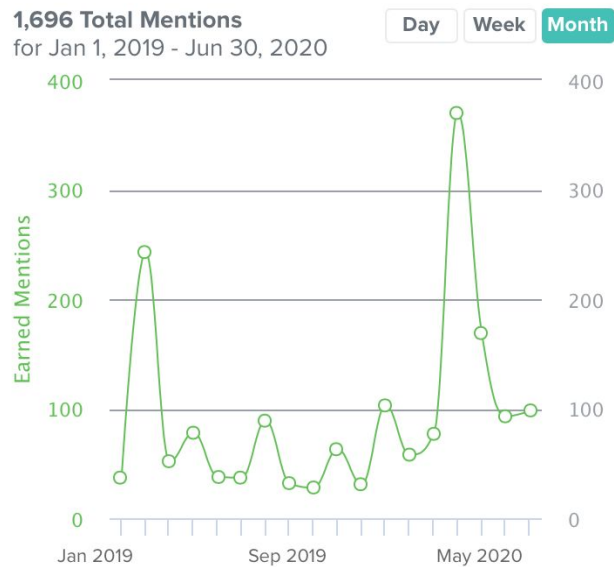 1,696 Total Mentions
for Jan 1, 2019 - Jun 30, 2020
Day Week Month
400 400
300 300
200 200
100 100
0 0
Earned Mentions
Jan 2019 Sep 2019 May 2020